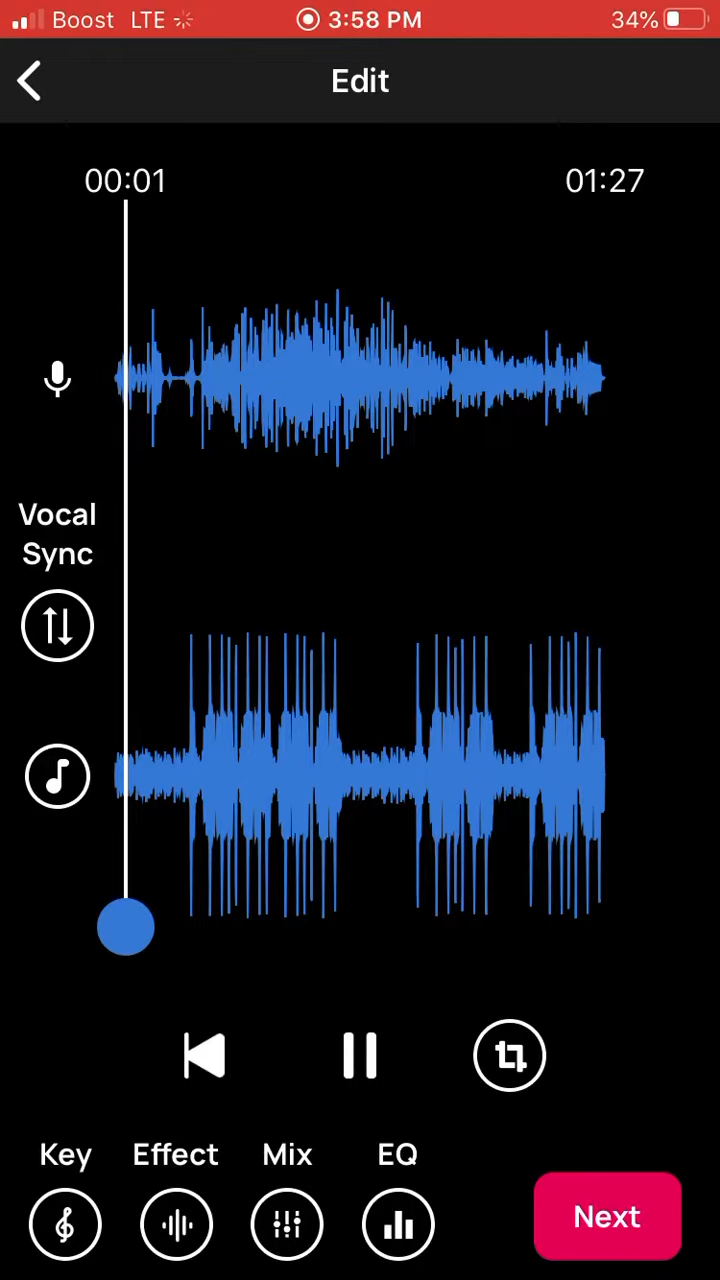 Boost LTE 3:58 PM 34%
Edit
00:01 01:27
Vocal
Sync
Key Effect Mix EQ
Next